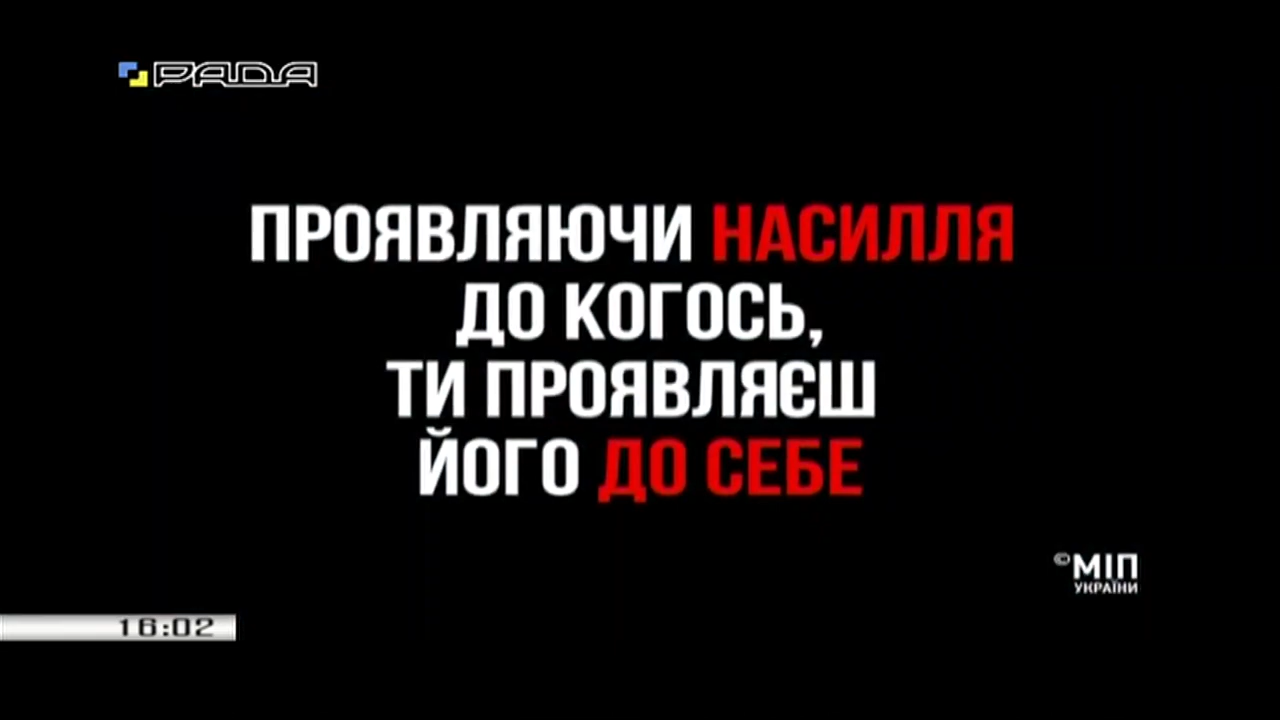 РАДА
ПРОЯВЛЯЮЧИ НАСИЛЛЯ
ДО КОГОСЬ,
ТИ ПРОЯВЛЯЄШ
ЙОГО ДО СЕБЕ
©МІП
УКРАЇНИ
16:02